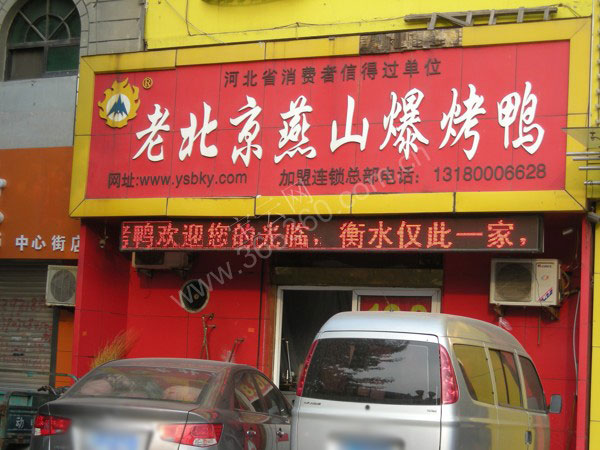 河北省消费者信得过单位
®
老北京燕山爆烤鸭
网址:www.ysbky.com 加盟连锁总部电话: 13180006628
烤鸭欢迎您的光临，衡水仅此一家，
中心街店